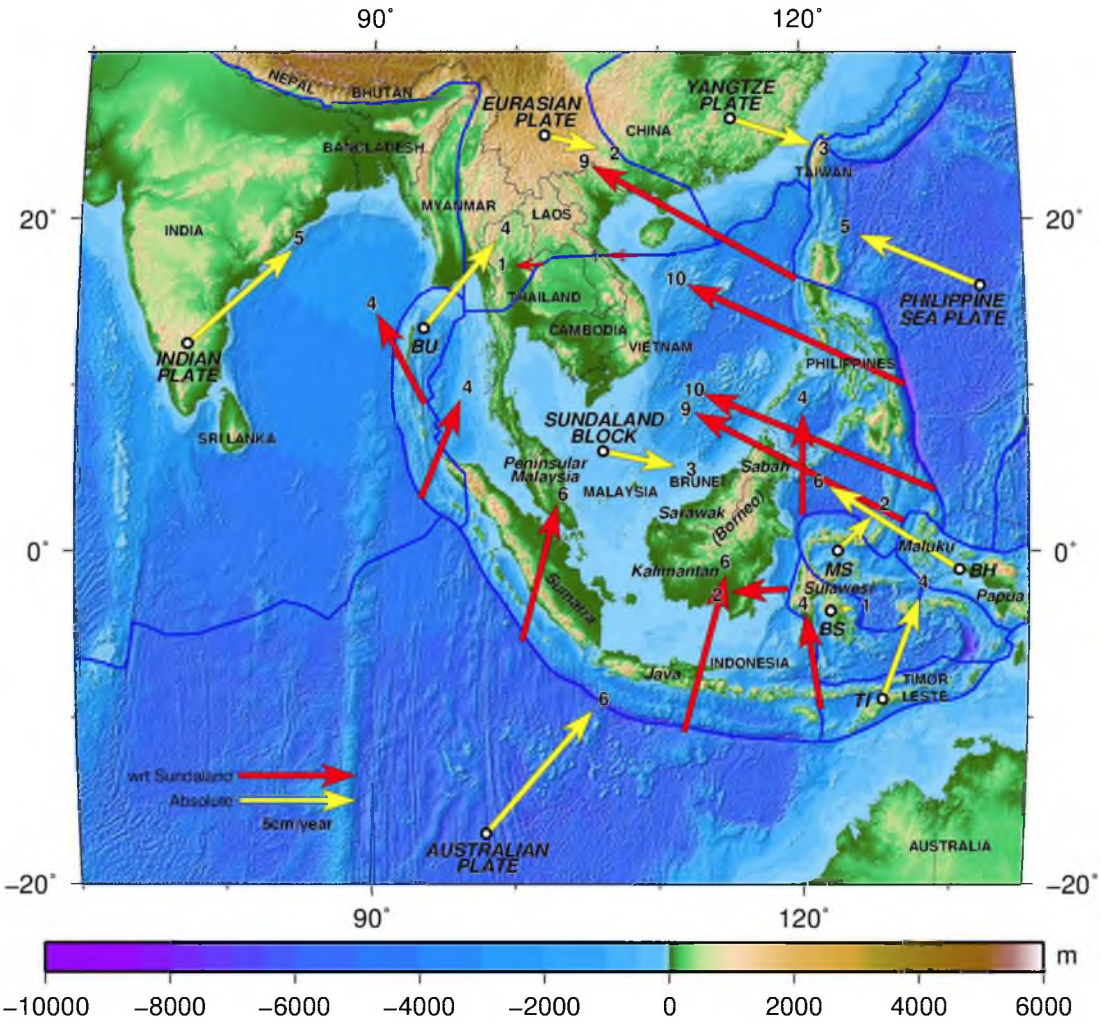 90˚ 120˚
NEPAL
BHUTAN
EURASIAN
PLATE
YANGTZE
PLATE
CHINA
BANGLADESH
2
3
9
TAIWAN
MYANMAR
LAOS
20˚ 20˚
INDIA
5
4
5
1
1
10
4
THAILAND
PHILIPPINE
SEA PLATE
CAMBODIA
BU
VIETNAM
INDIAN
PLATE
PHILIPPINES
4
10
4
9
SRI LANKA
SUNDALAND
BLOCK
Peninsular
Malaysia
3
Sabah
BRUNEI
MALAYSIA
6
6
2
Sarawak
(Borneo)
0˚ 0˚
Maluku
MS
BH
6
Kalimantan
Sulawesi
4
Papua
2
4
1
BS
Sumatra
INDONESIA
Java
TIMOR
LESTE
TI
6
wrt Sundaland
Absolute
5cm/year
AUSTRALIAN
PLATE
AUSTRALIA
−20˚ −20˚
90˚ 120˚
m
−10000 −8000 −6000 −4000 −2000 0 2000 4000 6000